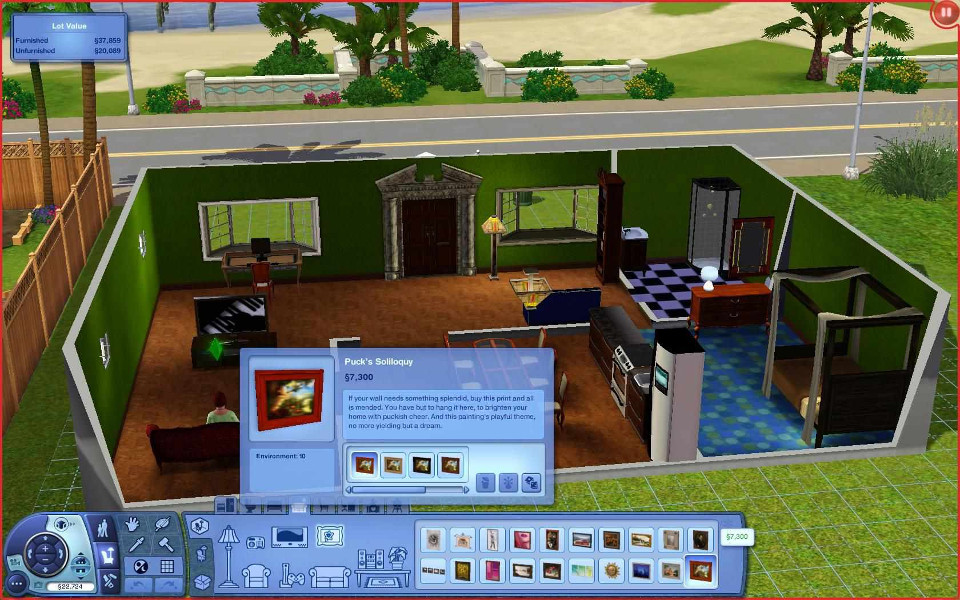 Lot Value
Furnished §37,859
Unfurnished §20,089
Puck's Soliloquy
§7,300
If your wall needs something splendid, buy this print and all
is mended. You have but to hang it here, to brighten your
home with puckish cheer. And this painting's playful theme,
no more yielding but a dream.
Environment: 10
§7,300
§22,724